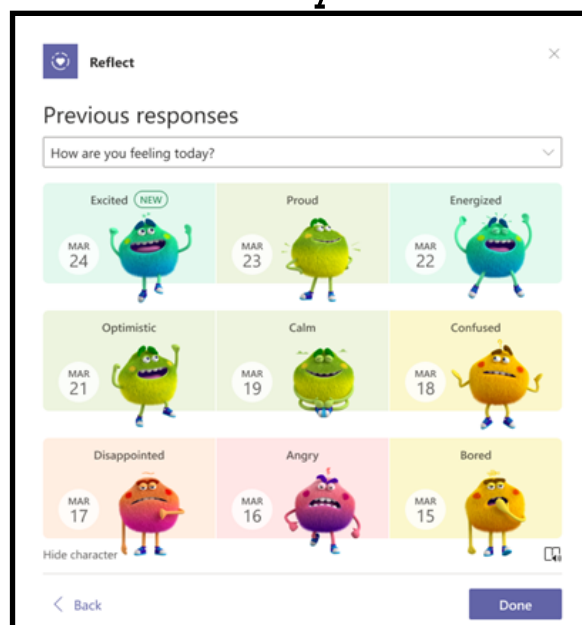 Reflect
Previous responses
How are you feeling today?
Excited NEW
Proud
Energized
MAR
24
MAR
23
MAR
22
Optimistic
Calm
Confused
MAR
21
MAR
19
MAR
18
Disappointed
Angry
Bored
MAR
17
MAR
16
MAR
15
Hide character
Back
Done